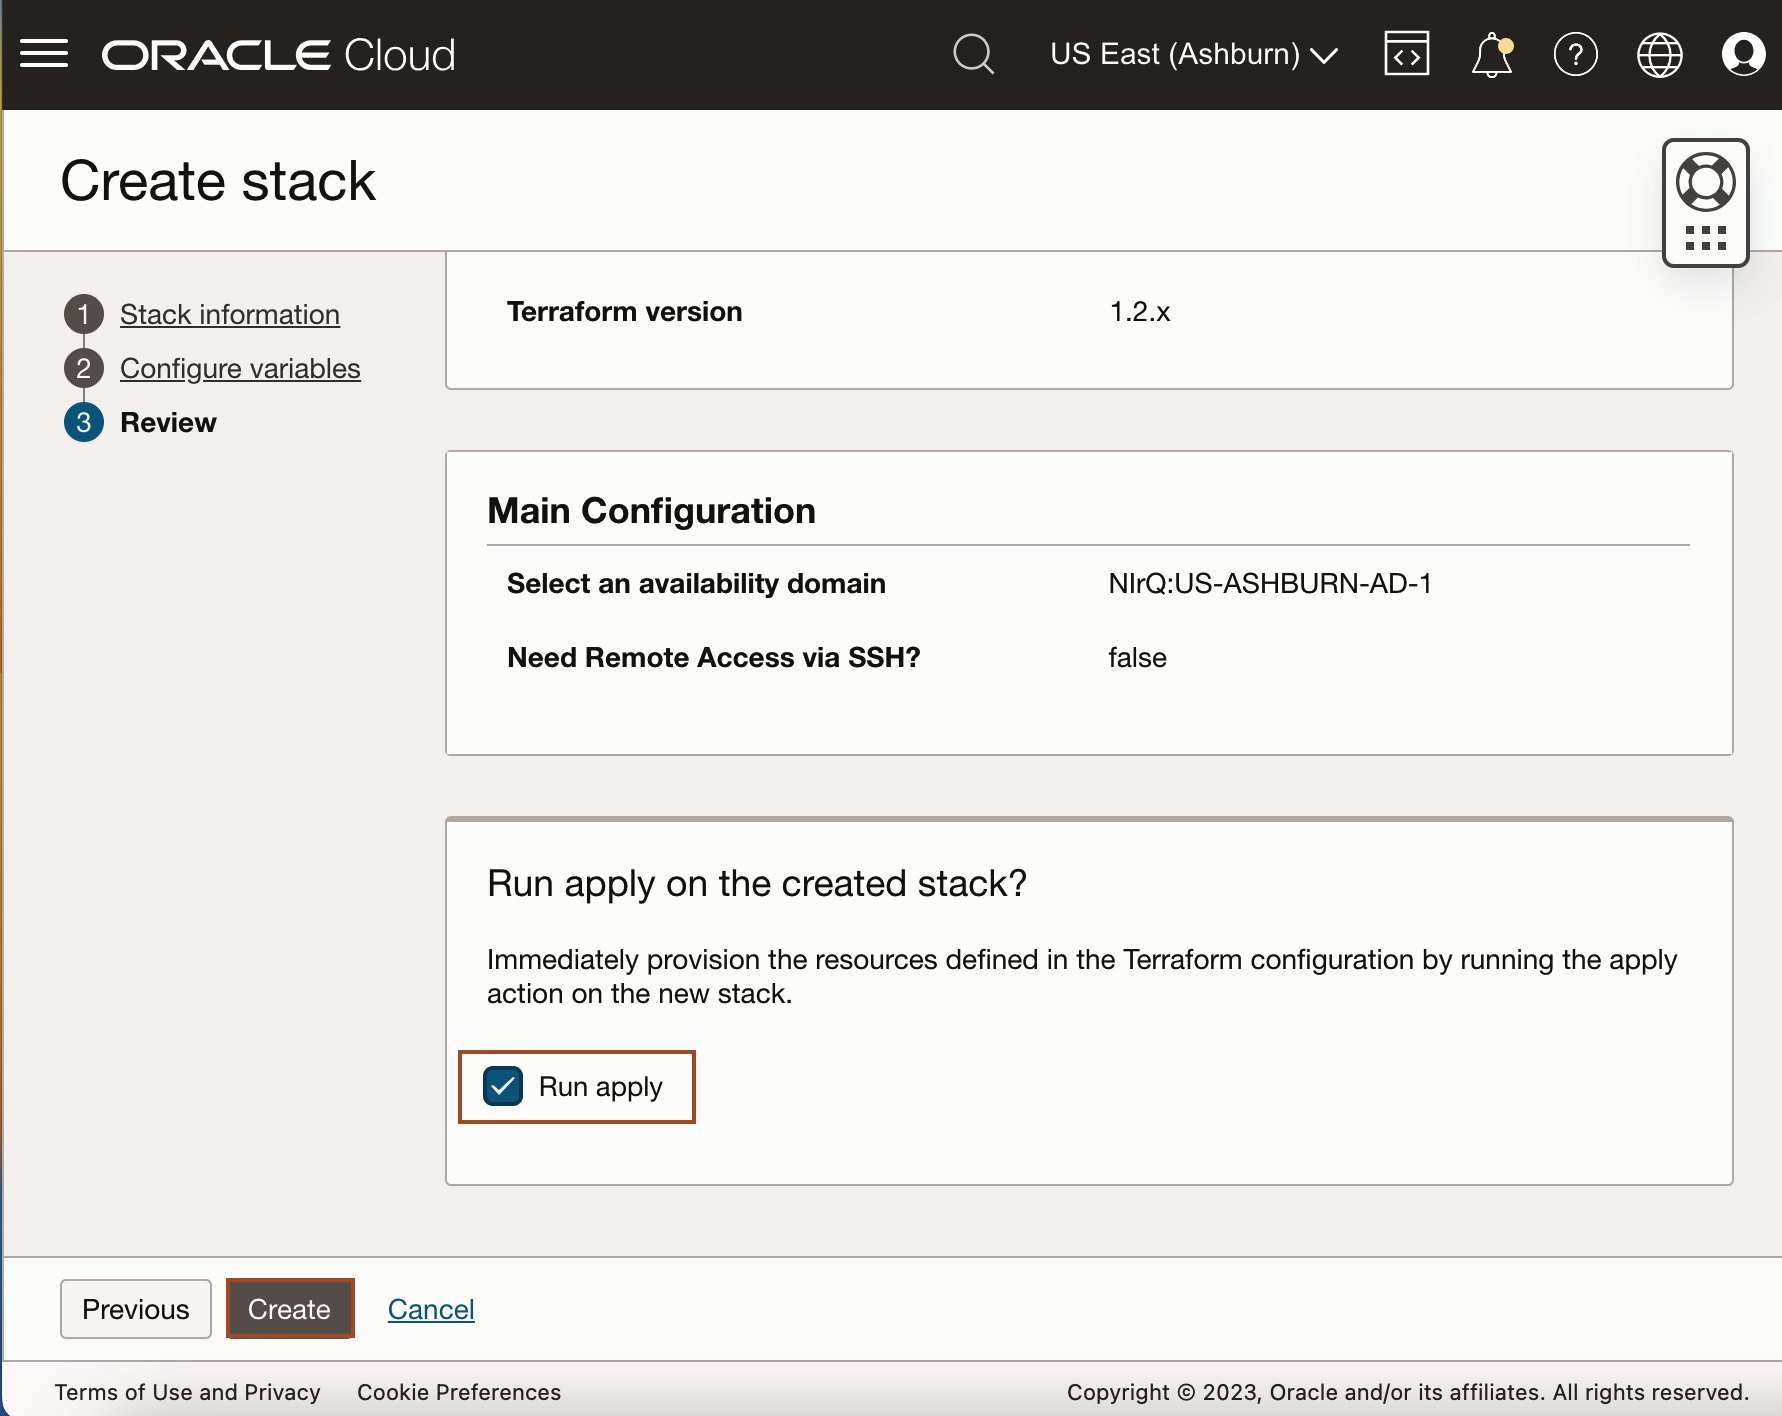 ORACLE Cloud
US East (Ashburn)
?
Create stack
1 Stack information
2 Configure variables
3 Review
Terraform version 1.2.x
Main Configuration
Select an availability domain NIrQ:US-ASHBURN-AD-1
Need Remote Access via SSH? false
Run apply on the created stack?
Immediately provision the resources defined in the Terraform configuration by running the apply
action on the new stack.
Run apply
Previous Create Cancel
Terms of Use and Privacy Cookie Preferences Copyright © 2023, Oracle and/or its affiliates. All rights reserved.